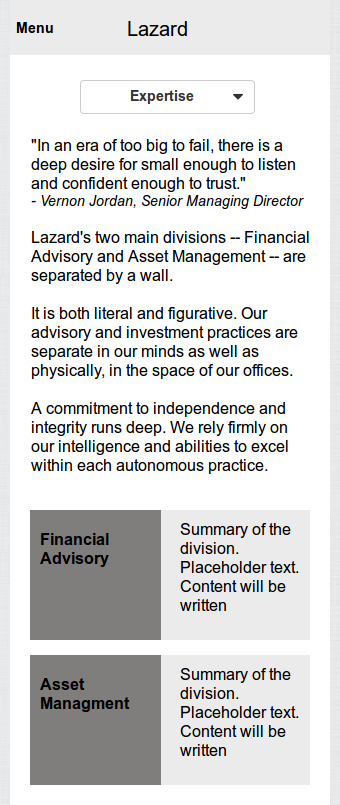 Menu
Lazard
Expertise
"In an era of too big to fail, there is a
deep desire for small enough to listen
and confident enough to trust."
- Vernon Jordan, Senior Managing Director
Lazard's two main divisions -- Financial
Advisory and Asset Management -- are
separated by a wall.
It is both literal and figurative. Our
advisory and investment practices are
separate in our minds as well as
physically, in the space of our offices.
A commitment to independence and
integrity runs deep. We rely firmly on
our intelligence and abilities to excel
within each autonomous practice.
Financial
Advisory
Summary of the
division.
Placeholder text.
Content will be
written
Asset
Managment
Summary of the
division.
Placeholder text.
Content will be
written